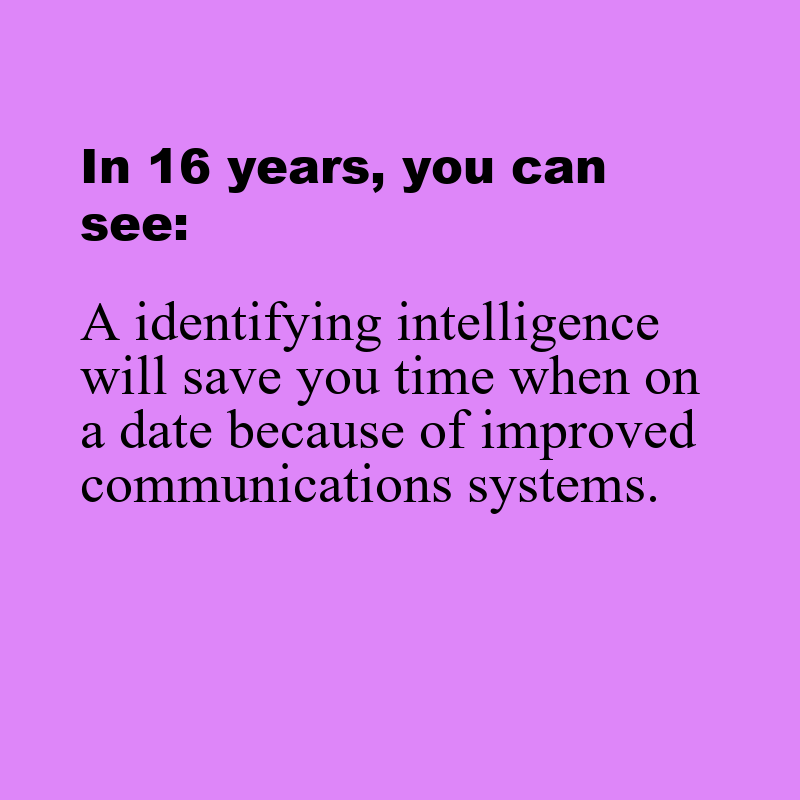 In 16 years, you can
see:
A identifying intelligence
will save you time when on
a date because of improved
communications systems.